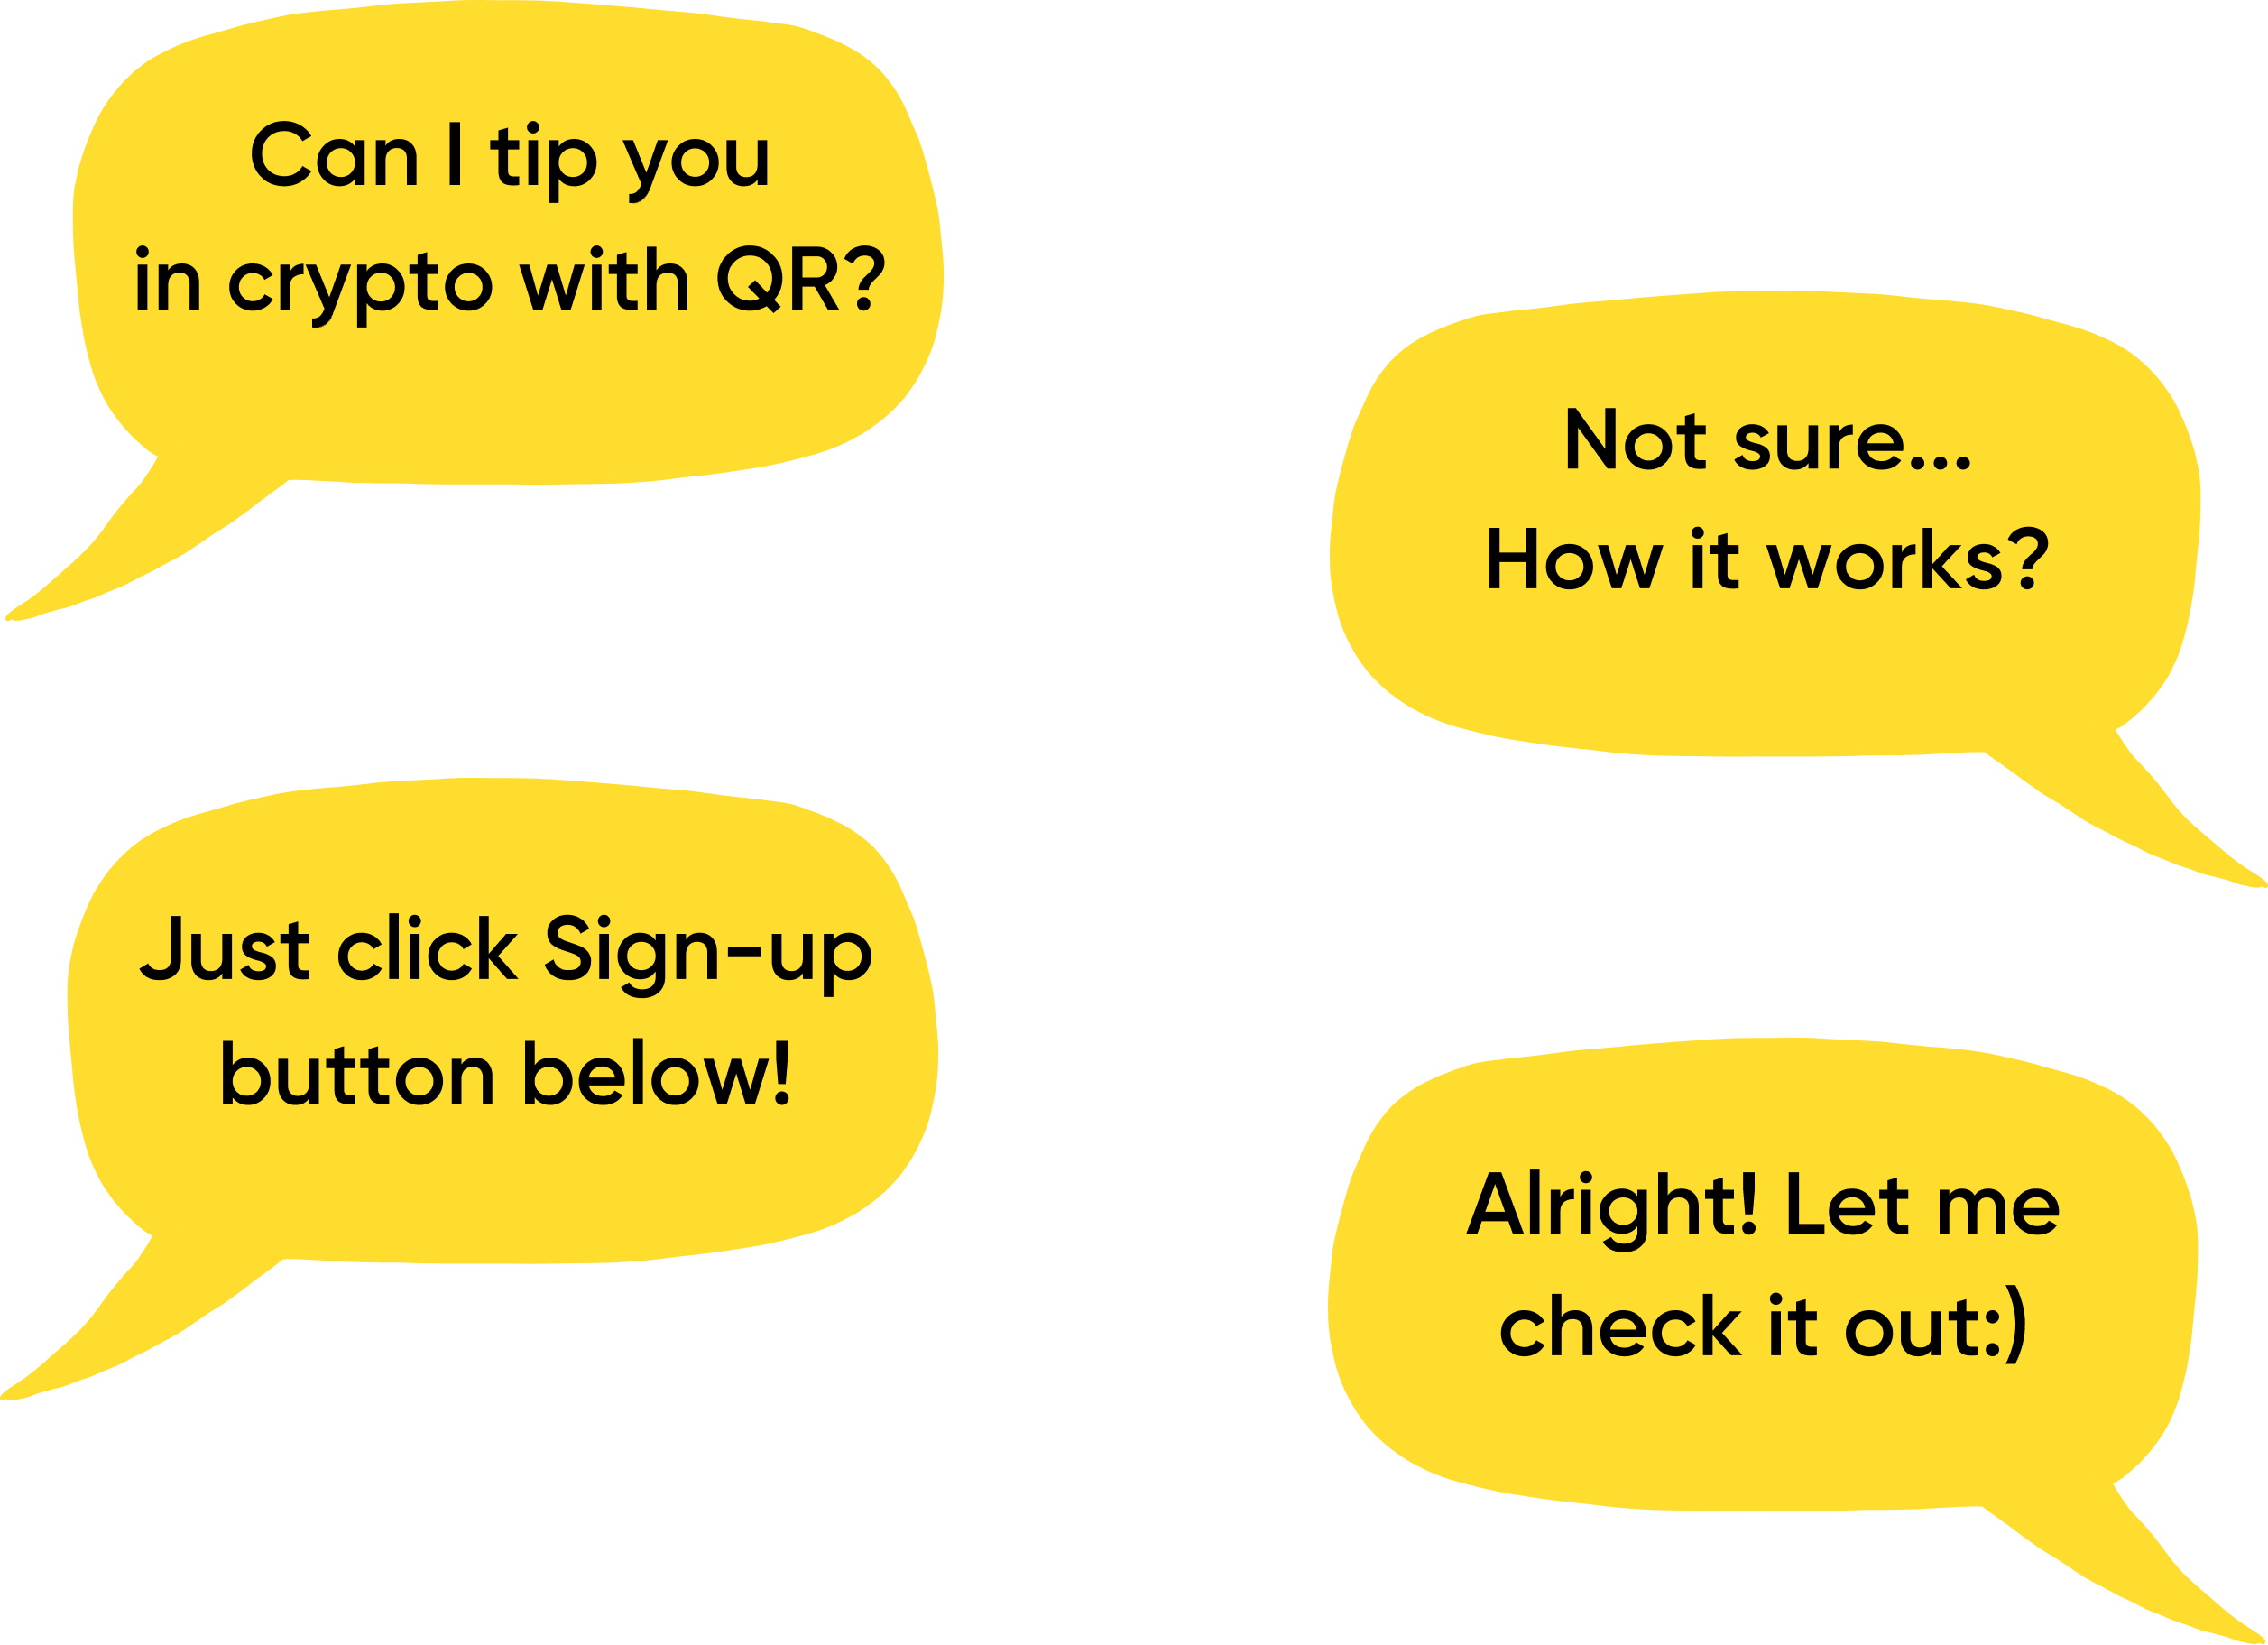 Can I tip you
in crypto with QR?
Not sure...
How it works?
Just click Sign-up
button below!
Alright! Let me
check it out:)